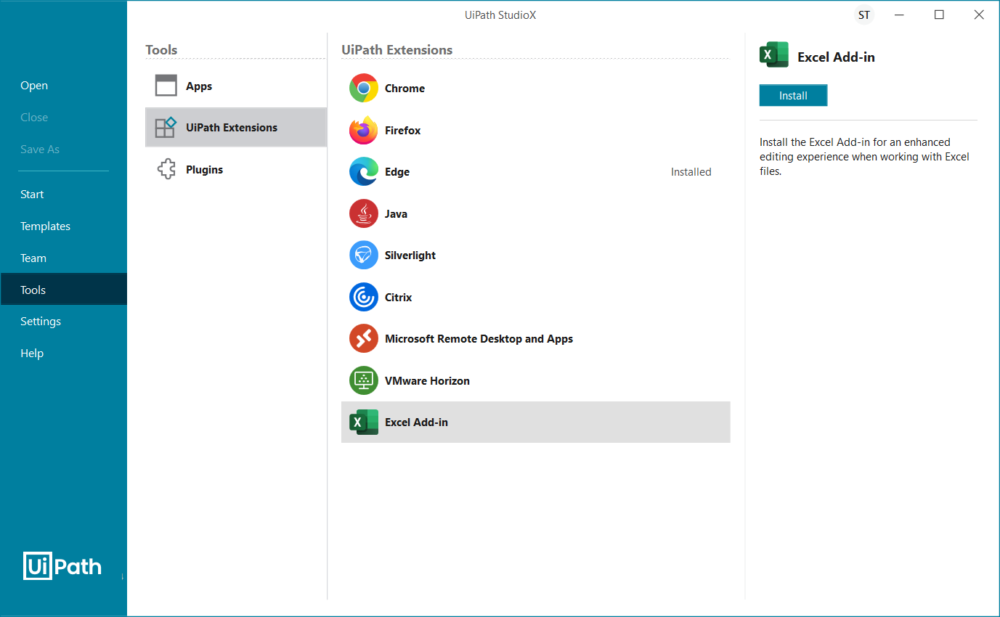 UiPath StudioX
ST
Open
Close
Save As
Start
Templates
Team
Tools
Settings
Help
UiPath
Tools
Apps
UiPath Extensions
Plugins
UiPath Extensions
Chrome
Firefox
Edge
Installed
Java
Silverlight
Citrix
Microsoft Remote Desktop and Apps
VMware Horizon
Excel Add-in
Excel Add-in
Install
Install the Excel Add-in for an enhanced
editing experience when working with Excel
files.